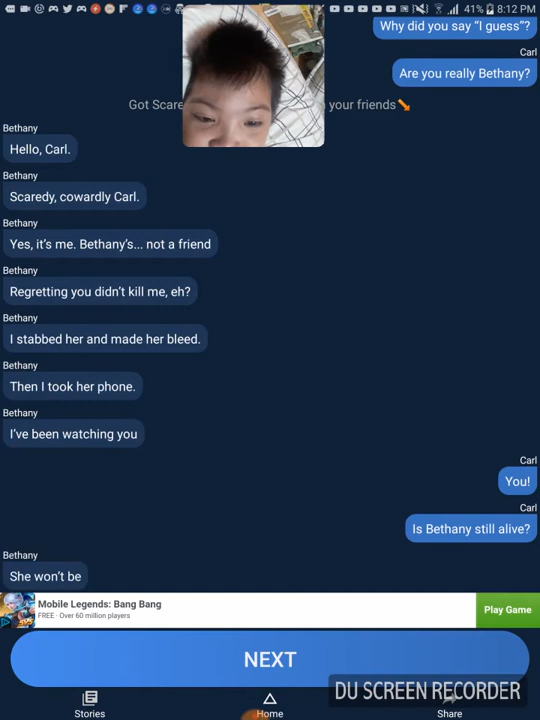 41% 8:12 PM
Why did you say “I guess”?
Carl
Are you really Bethany?
Got Scare your friends
Bethany
Hello, Carl.
Bethany
Scaredy, cowardly Carl.
Bethany
Yes, it’s me. Bethany’s... not a friend
Bethany
Regretting you didn’t kill me, eh?
Bethany
I stabbed her and made her bleed.
Bethany
Then I took her phone.
Bethany
I’ve been watching you
Carl
You!
Carl
Is Bethany still alive?
Bethany
She won’t be
Mobile Legends: Bang Bang
FREE · Over 60 million players
Play Game
NEXT
DU SCREEN RECORDER
Stories
Home
Share